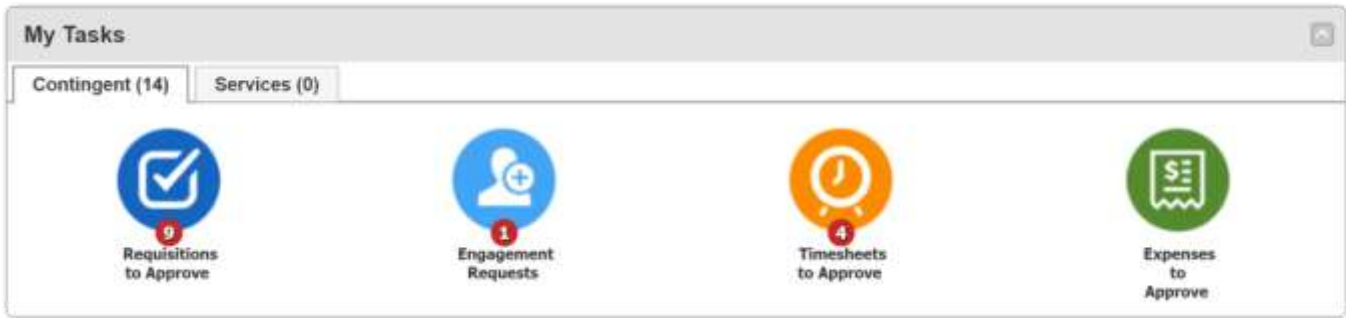 My Tasks
Contingent (14) Services (0)
9
Requisitions
to Approve
1
Engagement
Requests
4
Timesheets
to Approve
$
Expenses
to
Approve